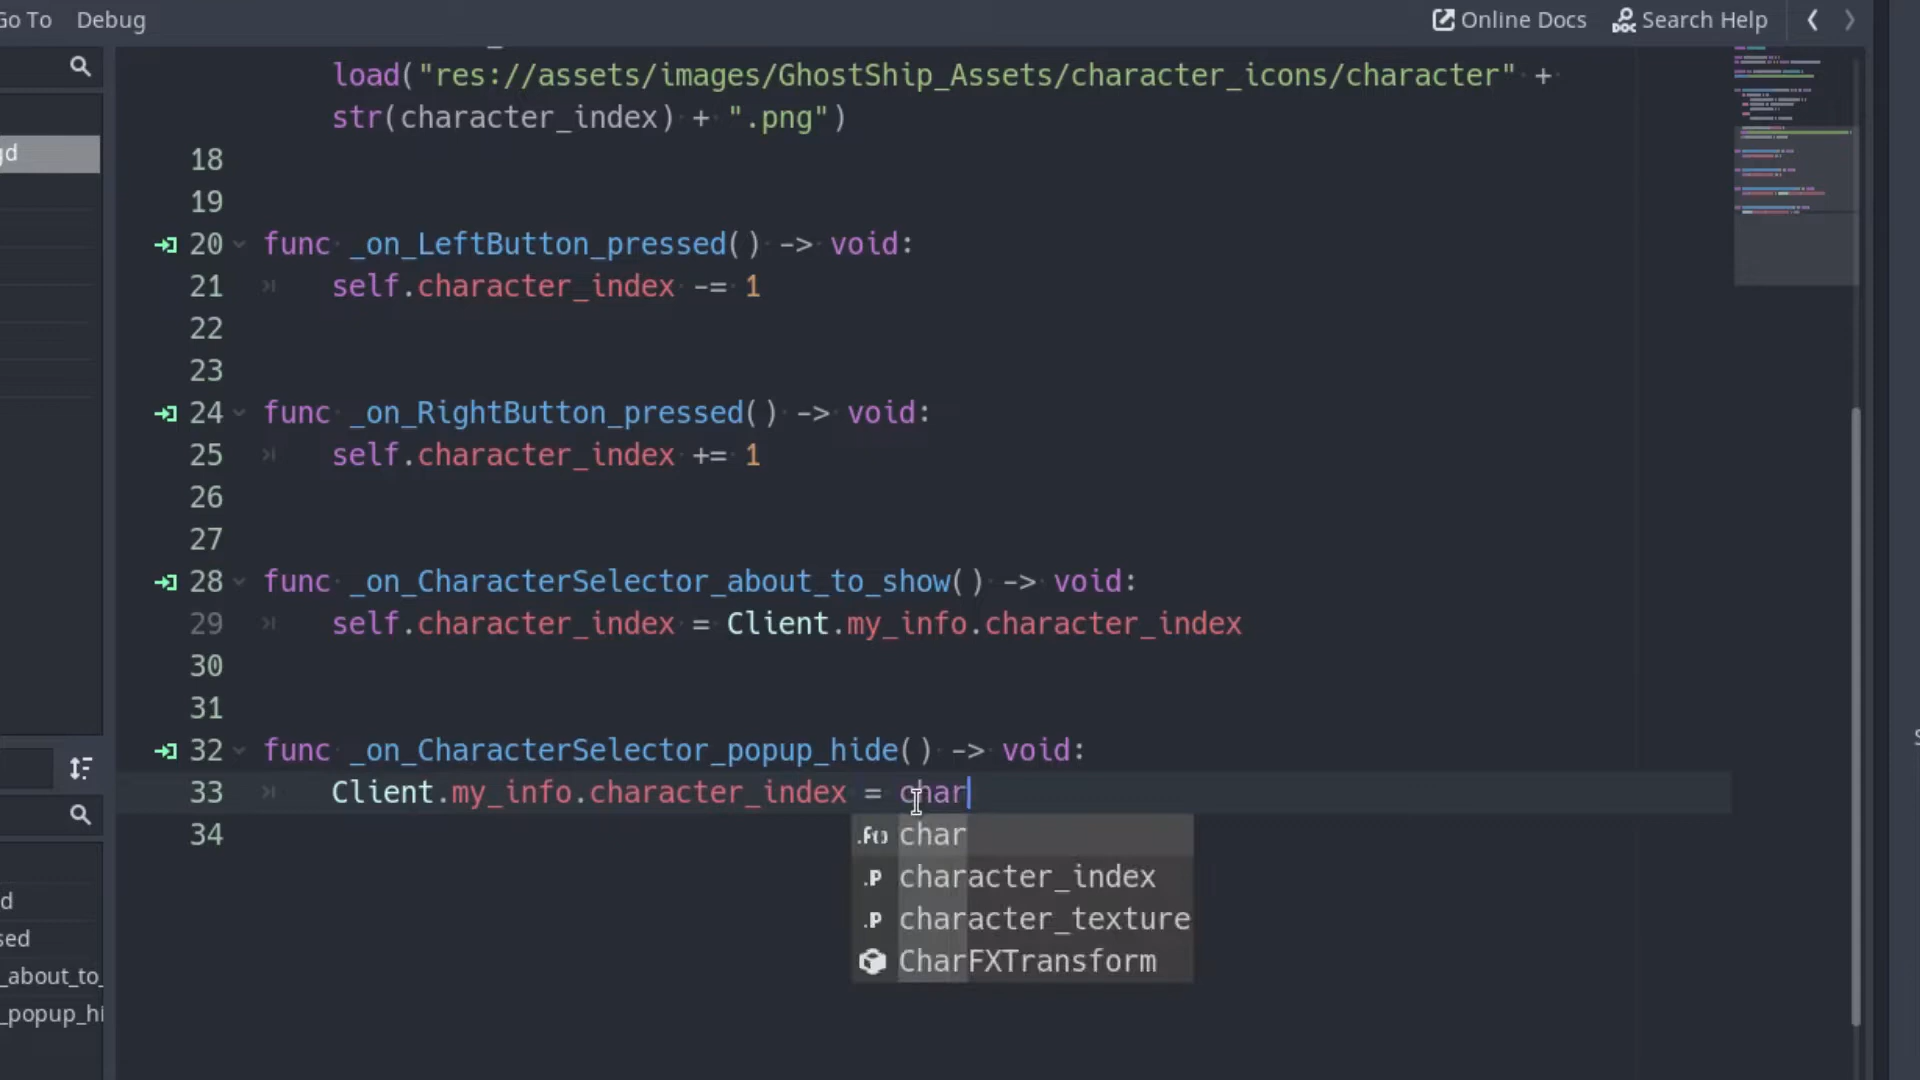 Go To Debug Online Docs Search Help
load("res://assets/images/GhostShip_Assets/character_icons/character" +
gd
str(character_index) + ".png")
18
19
20 func _on_LeftButton_pressed() -> void:
21 self.character_index -= 1
22
23
24 func _on_RightButton_pressed() -> void:
25 self.character_index += 1
26
27
28 func _on_CharacterSelector_about_to_show() -> void:
29 self.character_index = Client.my_info.character_index
30
31
32 func _on_CharacterSelector_popup_hide() -> void:
33 Client.my_info.character_index = char
34
char
character_index
character_texture
CharFXTransform
d
sed
_about_to_
_popup_hi